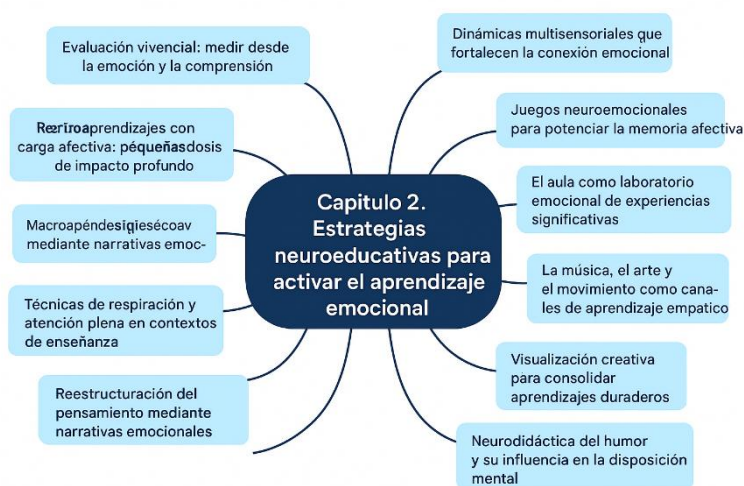 Capitulo 2.
Estrategias
neuroeducativas para
activar el aprendizaje
emocional
Evaluación vivencial: medir desde
la emoción y la comprensión
carga afectiva: péqueñasdosis
de impacto profundo
mediante narrativas emoc-
Técnicas de respiración y
atención plena en contextos
de enseñanza
Reestructuración del
pensamiento mediante
narrativas emocionales
Dinámicas multisensoriales que
fortalecen la conexión emocional
Juegos neuroemocionales
para potenciar la memoria afectiva
El aula como laboratorio
emocional de experiencias
significativas
La música, el arte y
el movimiento como cana-
les de aprendizaje empatico
Visualización creativa
para consolidar
aprendizajes duraderos
Neurodidáctica del humor
y su influencia en la disposición
mental